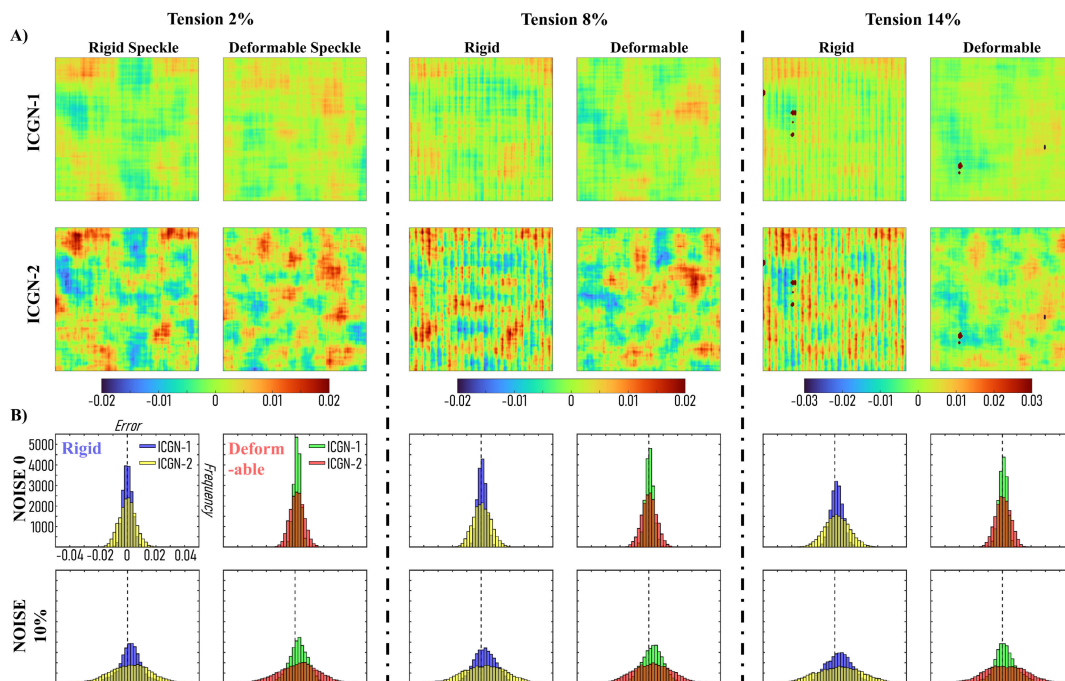 Tension 2%
Tension 8%
Tension 14%
A)
Rigid Speckle
Deformable Speckle
Rigid
Deformable
Rigid
Deformable
ICGN-1
ICGN-2
-0.02 -0.01 0 0.01 0.02
-0.02 -0.01 0 0.01 0.02
-0.03 -0.02 -0.01 0 0.01 0.02 0.03
B)
Error
NOISE 0
5000
4000
3000
2000
1000
Rigid
ICGN-1
ICGN-2
Frequency
Deform
-able
ICGN-1
ICGN-2
-0.04 -0.02 0 0.02 0.04
NOISE
10%